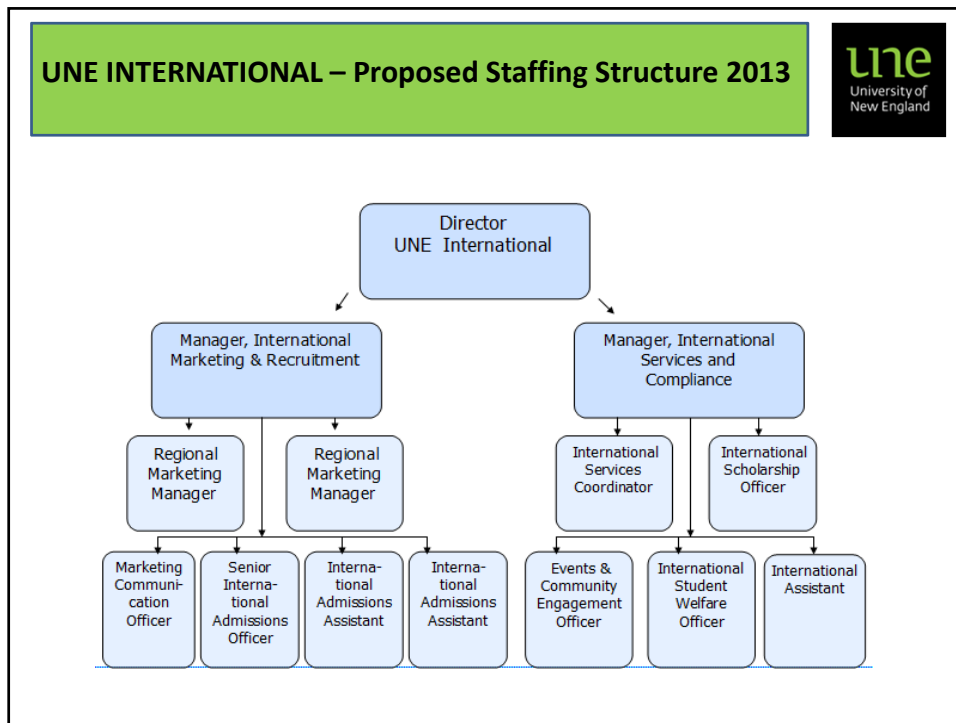 UNE INTERNATIONAL – Proposed Staffing Structure 2013
une
University of
New England
Director
UNE International
Manager, International
Marketing & Recruitment
Manager, International
Services and
Compliance
Regional
Marketing
Manager
Regional
Marketing
Manager
International
Services
Coordinator
International
Scholarship
Officer
Marketing
Communi-
cation
Officer
Senior
Interna-
tional
Admissions
Officer
Interna-
tional
Admissions
Assistant
Interna-
tional
Admissions
Assistant
Events &
Community
Engagement
Officer
International
Student
Welfare
Officer
International
Assistant